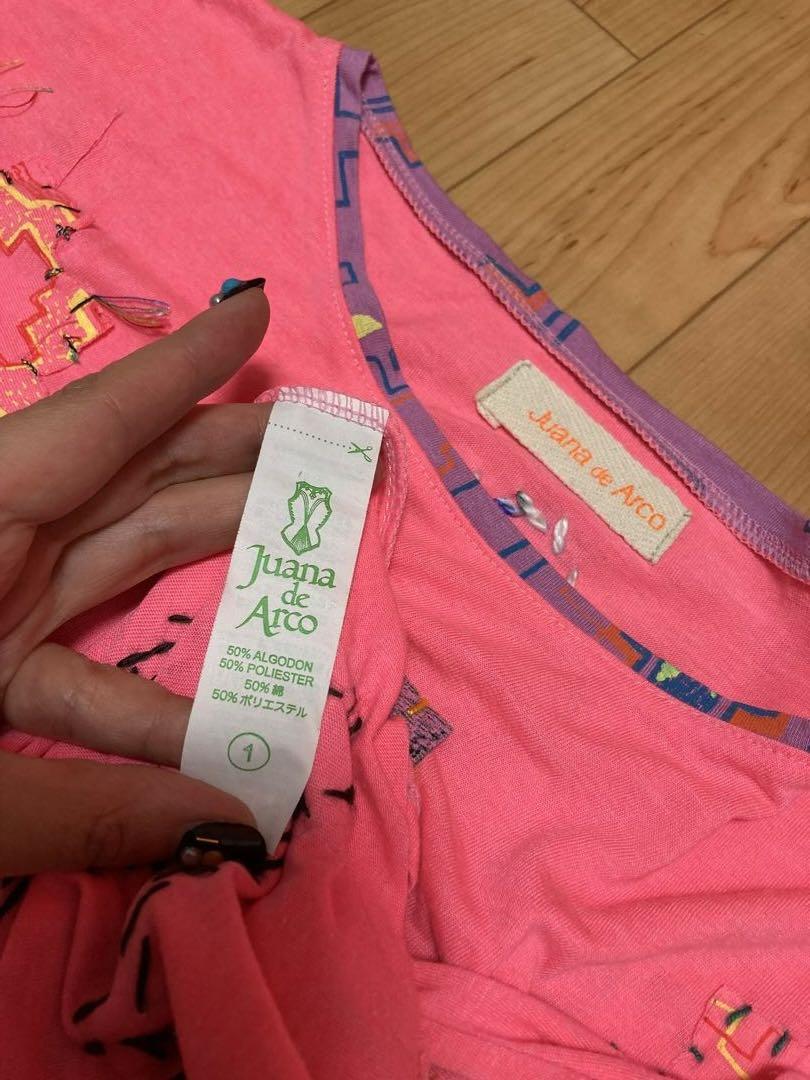 Juana de Arco
Juana
de
Arco
50% ALGODON
50% POLIESTER
50% 綿
50% ポリエステル
1